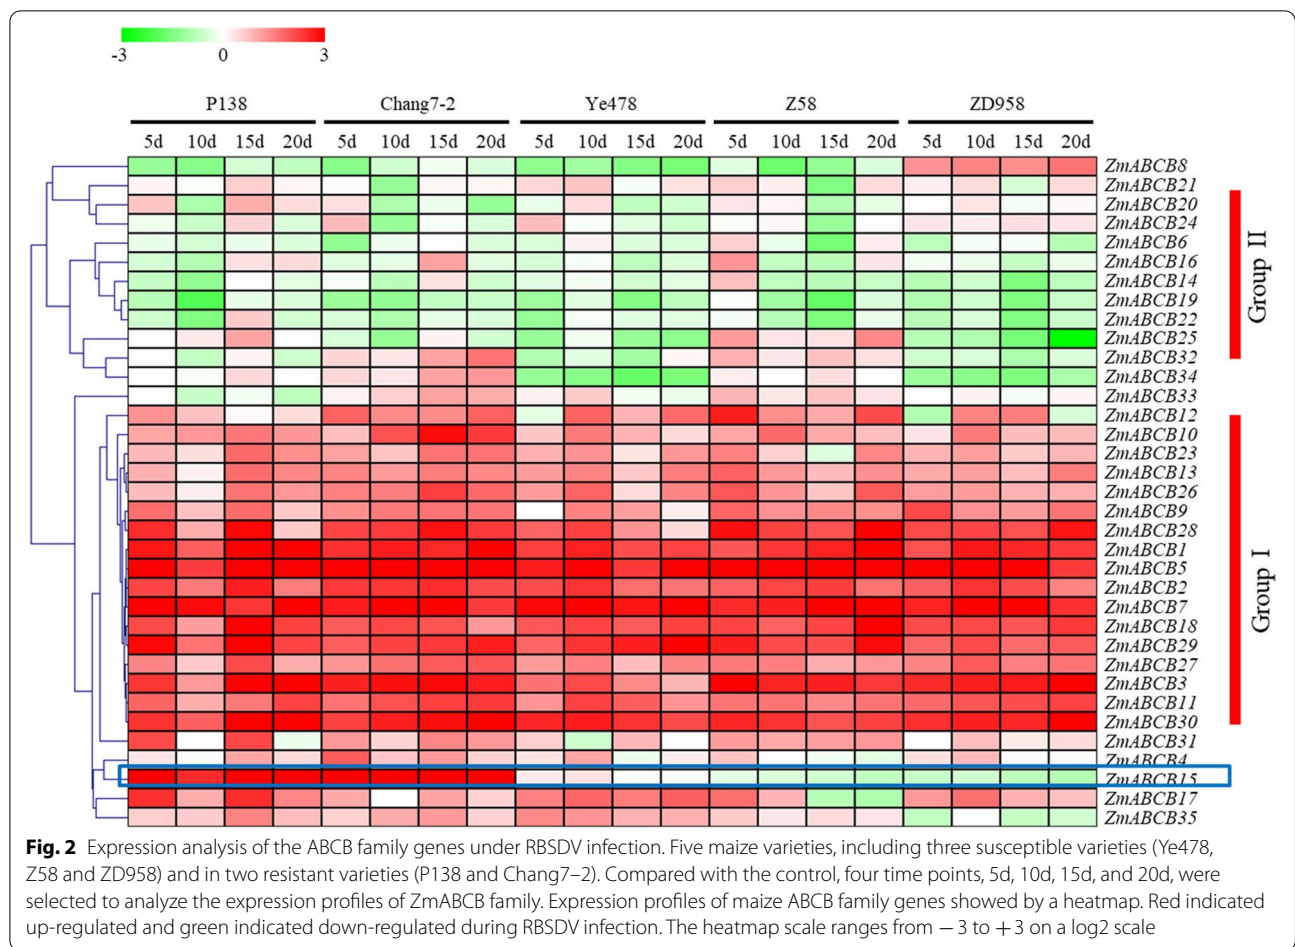 -3 0 3
P138 Chang7-2 Ye478 Z58 ZD958
5d 10d 15d 20d 5d 10d 15d 20d 5d 10d 15d 20d 5d 10d 15d 20d 5d 10d 15d 20d
ZmABCB8
ZmABCB21
ZmABCB20
ZmABCB24
ZmABCB6
ZmABCB16
ZmABCB14
ZmABCB19
ZmABCB22
ZmABCB25
ZmABCB32
ZmABCB34
ZmABCB33
ZmABCB12
ZmABCB10
ZmABCB23
ZmABCB13
ZmABCB26
ZmABCB9
ZmABCB28
ZmABCB1
ZmABCB5
ZmABCB2
ZmABCB7
ZmABCB18
ZmABCB29
ZmABCB27
ZmABCB3
ZmABCB11
ZmABCB30
ZmABCB31
ZmABCB4
ZmABCB15
ZmABCB17
ZmABCB35
Group II
Group I
Fig. 2 Expression analysis of the ABCB family genes under RBSDV infection. Five maize varieties, including three susceptible varieties (Ye478,
Z58 and ZD958) and in two resistant varieties (P138 and Chang7–2). Compared with the control, four time points, 5d, 10d, 15d, and 20d, were
selected to analyze the expression profiles of ZmABCB family. Expression profiles of maize ABCB family genes showed by a heatmap. Red indicated
up-regulated and green indicated down-regulated during RBSDV infection. The heatmap scale ranges from − 3 to + 3 on a log2 scale